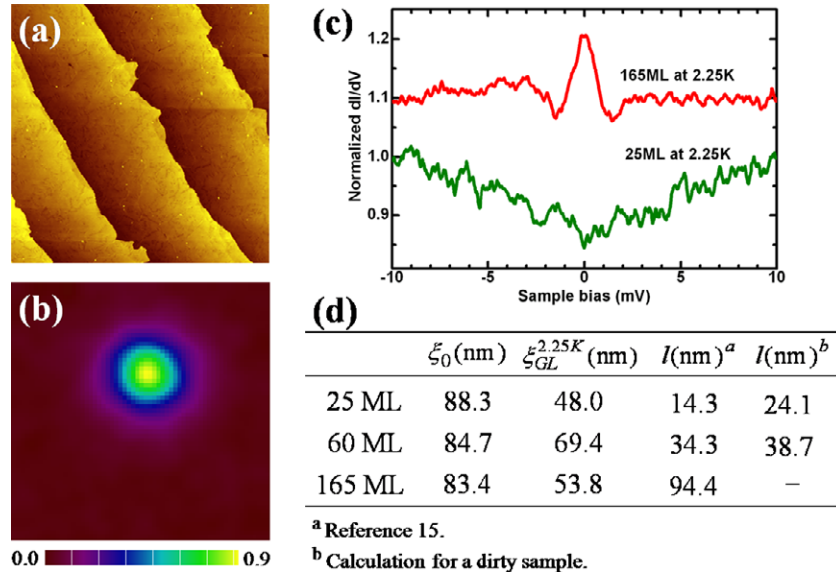 (a)
(b)
0.0 0.9
(c)
1.2
1.1
1.0
0.9
Normalized dI/dV
165ML at 2.25K
25ML at 2.25K
-10 -5 0 5 10
Sample bias (mV)
(d)
ξ₀(nm) ξ_GL^2.25K(nm) l(nm)^a l(nm)^b
25 ML 88.3 48.0 14.3 24.1
60 ML 84.7 69.4 34.3 38.7
165 ML 83.4 53.8 94.4 –
^a Reference 15.
^b Calculation for a dirty sample.